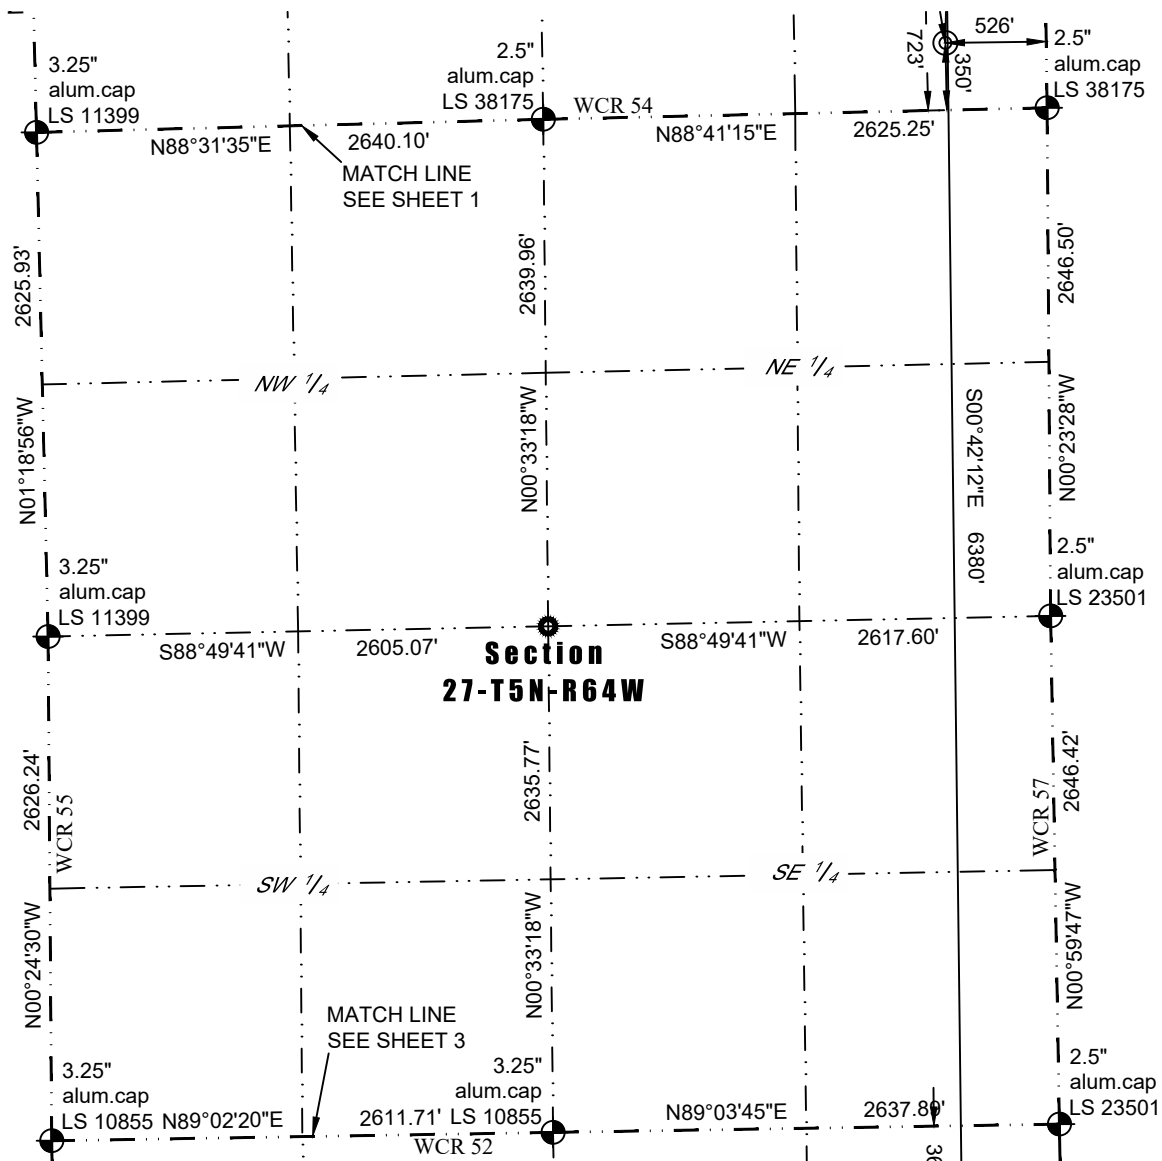 526'
723'
350'
3.25"
alum.cap
LS 11399
2.5"
alum.cap
LS 38175
WCR 54
2.5"
alum.cap
LS 38175
N88°31'35"E
2640.10'
N88°41'15"E
2625.25'
MATCH LINE
SEE SHEET 1
2625.93'
2639.96'
2646.50'
NW 1/4
NE 1/4
N01°18'56"W
N00°33'18"W
S00°42'12"E 6380'
N00°23'28"W
3.25"
alum.cap
LS 11399
2.5"
alum.cap
LS 23501
S88°49'41"W
2605.07'
S88°49'41"W
2617.60'
Section
27-T5N-R64W
2626.24'
WCR 55
2635.77'
WCR 57
2646.42'
SW 1/4
SE 1/4
N00°24'30"W
N00°33'18"W
N00°59'47"W
MATCH LINE
SEE SHEET 3
3.25"
alum.cap
LS 10855
N89°02'20"E
2611.71'
3.25"
alum.cap
LS 10855
WCR 52
N89°03'45"E
2637.89'
2.5"
alum.cap
LS 23501